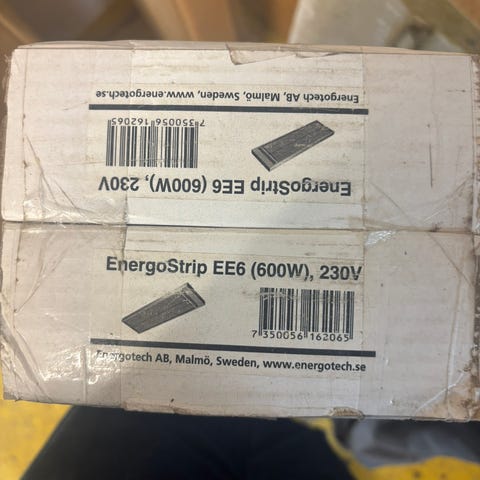 Energotech AB, Malmö, Sweden, www.energotech.se
7 350056 162065
EnergoStrip EE6 (600W), 230V
EnergoStrip EE6 (600W), 230V
7 350056 162065
Energotech AB, Malmö, Sweden, www.energotech.se